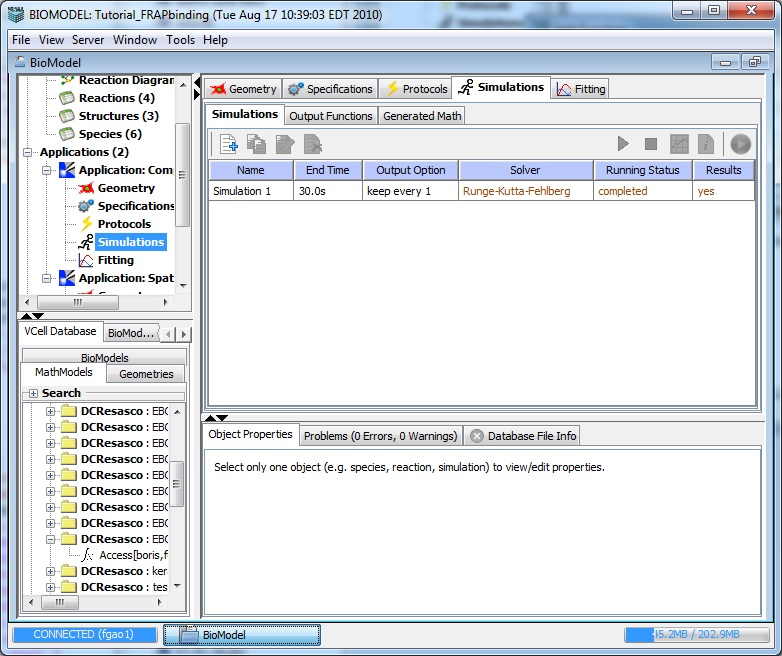 BIOMODEL: Tutorial_FRAPbinding (Tue Aug 17 10:39:03 EDT 2010)
File View Server Window Tools Help
BioModel
Reaction Diagran
Reactions (4)
Structures (3)
Species (6)
Applications (2)
Application: Com
Geometry
Specifications
Protocols
Simulations
Fitting
Application: Spat
VCell Database BioMod...
BioModels
MathModels Geometries
Search
DCResasco : EBC
DCResasco : EBC
DCResasco : EBC
DCResasco : EBC
DCResasco : EBC
DCResasco : EBC
DCResasco : EBC
DCResasco : EBC
DCResasco : EBC
Access[boris,f
DCResasco : ker
DCResasco : tes
Geometry Specifications Protocols Simulations Fitting
Simulations Output Functions Generated Math
Name End Time Output Option Solver Running Status Results
Simulation 1 30.0s keep every 1 Runge-Kutta-Fehlberg completed yes
Object Properties Problems (0 Errors, 0 Warnings) Database File Info
Select only one object (e.g. species, reaction, simulation) to view/edit properties.
CONNECTED (fgao1) BioModel 45.2MB / 202.9MB